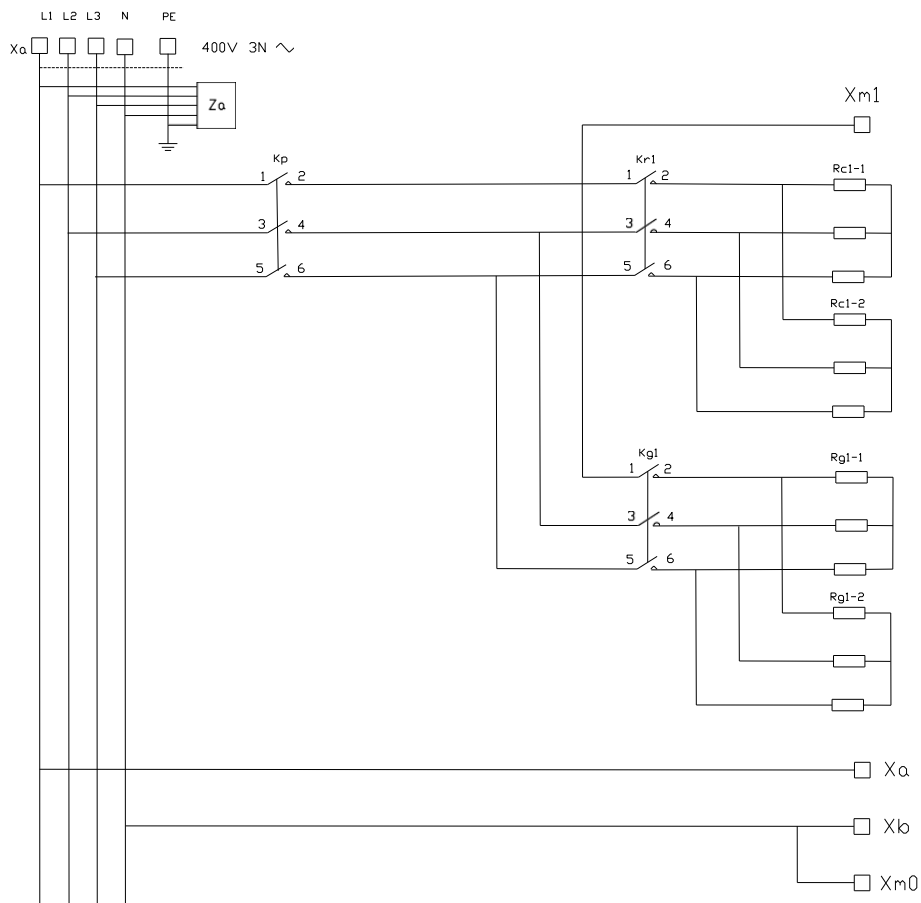 L1 L2 L3 N PE
Xa 400V 3N ~
Za
Xm1
Kp
1 2
3 4
5 6
Kr1
1 2
3 4
5 6
Rc1-1
Rc1-2
Kg1
1 2
3 4
5 6
Rg1-1
Rg1-2
Xa
Xb
Xm0